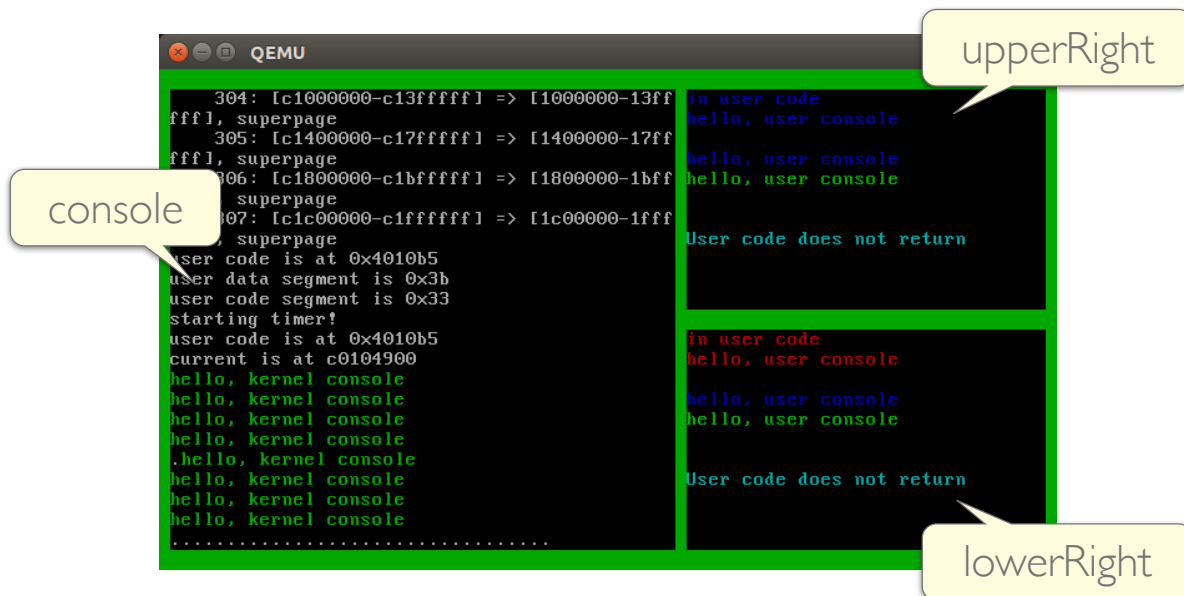 QEMU
upperRight
console
lowerRight
304: [c1000000-c13fffff] => [1000000-13ff
fff], superpage
305: [c1400000-c17fffff] => [1400000-17ff
fff], superpage
306: [c1800000-c1bfffff] => [1800000-1bff
superpage
07: [c1c00000-c1ffffff] => [1c00000-1fff
, superpage
user code is at 0x4010b5
user data segment is 0x3b
user code segment is 0x33
starting timer!
user code is at 0x4010b5
current is at c0104900
hello, kernel console
hello, kernel console
hello, kernel console
hello, kernel console
.hello, kernel console
hello, kernel console
hello, kernel console
hello, kernel console
..................................
in user code
hello, user console
hello, user console
hello, user console
User code does not return
in user code
hello, user console
hello, user console
hello, user console
User code does not return